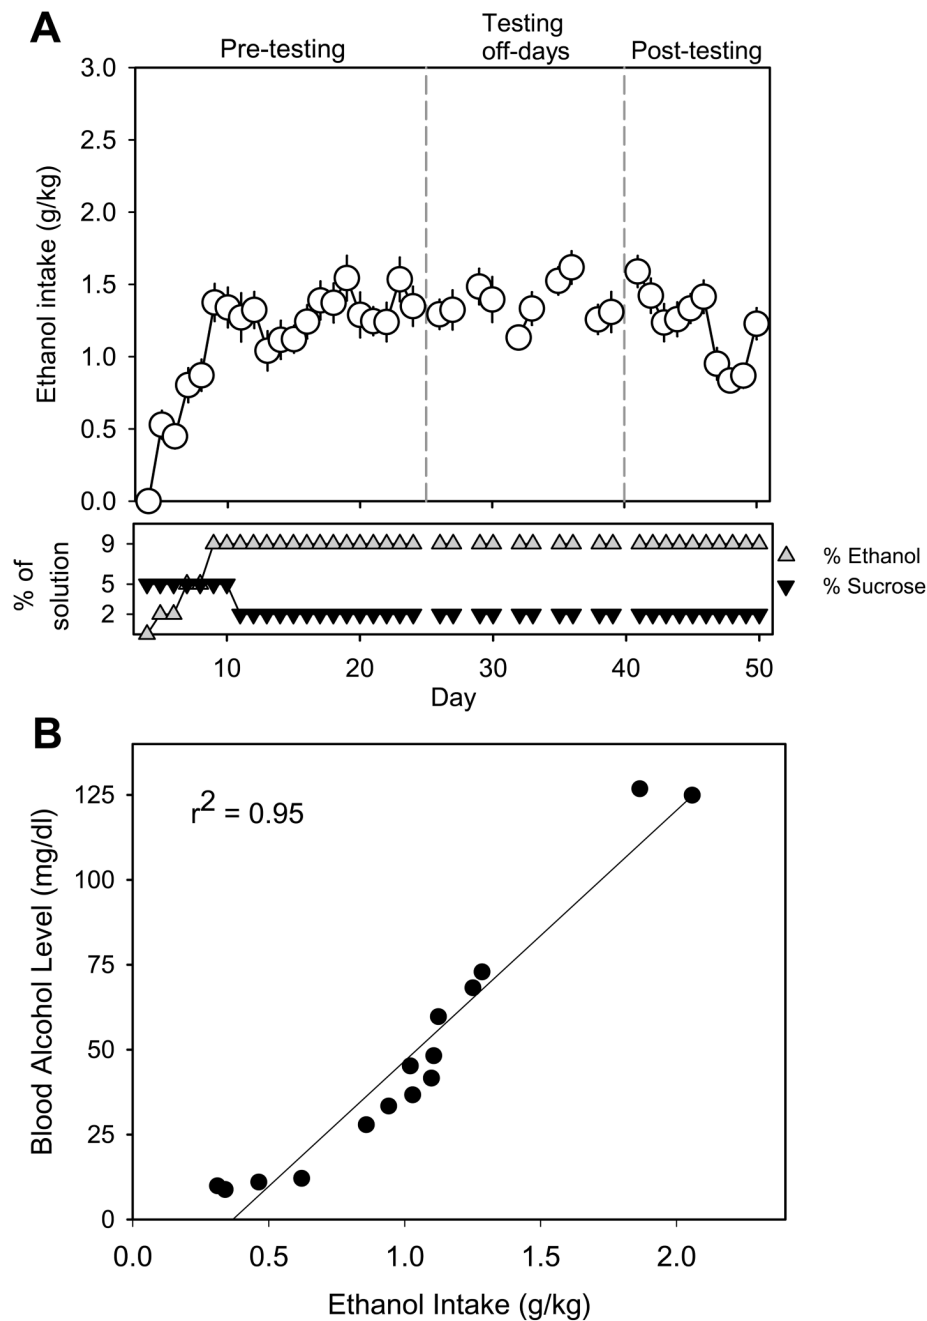 A
Pre-testing
Testing
off-days
Post-testing
3.0
2.5
2.0
1.5
1.0
0.5
0.0
Ethanol intake (g/kg)
9
5
2
% of
solution
% Ethanol
% Sucrose
10 20 30 40 50
Day
B
r2 = 0.95
125
100
75
50
25
0
Blood Alcohol Level (mg/dl)
0.0 0.5 1.0 1.5 2.0
Ethanol Intake (g/kg)